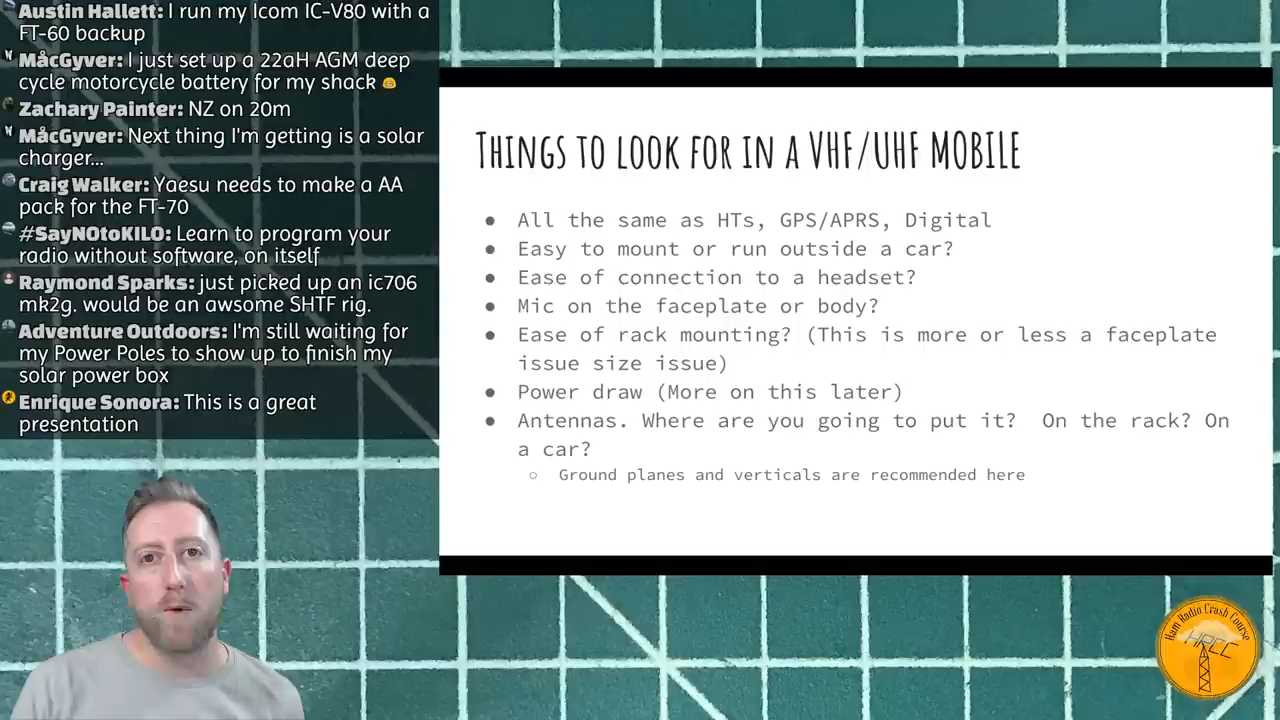 Austin Hallett: I run my Icom IC-V80 with a
FT-60 backup
MåcGyver: I just set up a 22aH AGM deep
cycle motorcycle battery for my shack
Zachary Painter: NZ on 20m
MåcGyver: Next thing I'm getting is a solar
charger...
Craig Walker: Yaesu needs to make a AA
pack for the FT-70
#SayNOtoKILO: Learn to program your
radio without software, on itself
Raymond Sparks: just picked up an ic706
mk2g. would be an awsome SHTF rig.
Adventure Outdoors: I'm still waiting for
my Power Poles to show up to finish my
solar power box
Enrique Sonora: This is a great
presentation
THINGS TO LOOK FOR IN A VHF/UHF MOBILE
● All the same as HTs, GPS/APRS, Digital
● Easy to mount or run outside a car?
● Ease of connection to a headset?
● Mic on the faceplate or body?
● Ease of rack mounting? (This is more or less a faceplate
issue size issue)
● Power draw (More on this later)
● Antennas. Where are you going to put it? On the rack? On
a car?
○ Ground planes and verticals are recommended here
Ham Radio Crash Course
HRCC